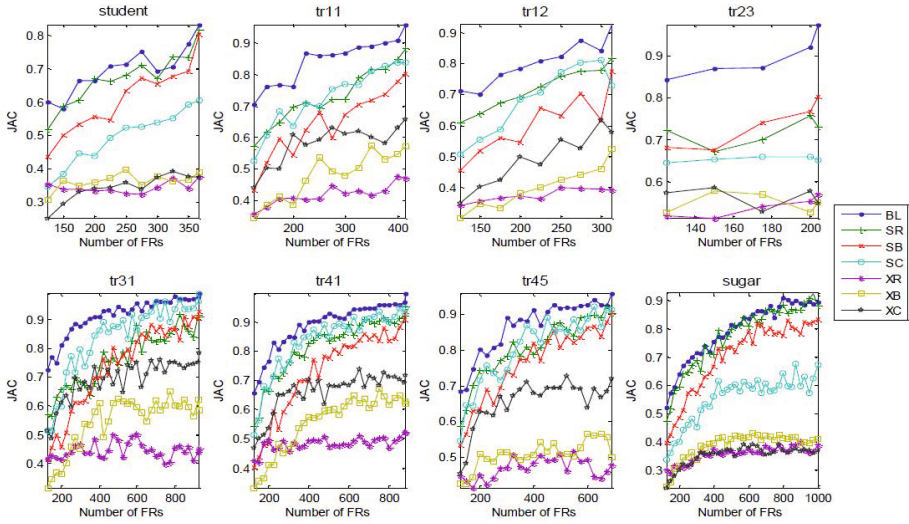 student
tr11
tr12
tr23
JAC
0.8
0.7
0.6
0.5
0.4
0.3
150 200 250 300 350
Number of FRs
JAC
0.9
0.8
0.7
0.6
0.5
0.4
200 300 400
Number of FRs
JAC
0.9
0.8
0.7
0.6
0.5
0.4
150 200 250 300
Number of FRs
JAC
0.9
0.8
0.7
0.6
140 160 180 200
Number of FRs
tr31
tr41
tr45
sugar
JAC
0.9
0.8
0.7
0.6
0.5
0.4
200 400 600 800
Number of FRs
JAC
0.9
0.8
0.7
0.6
0.5
0.4
200 400 600 800
Number of FRs
JAC
0.9
0.8
0.7
0.6
0.5
200 400 600
Number of FRs
JAC
0.9
0.8
0.7
0.6
0.5
0.4
0.3
200 400 600 800 1000
Number of FRs
BL
SR
SB
SC
XR
XB
XC